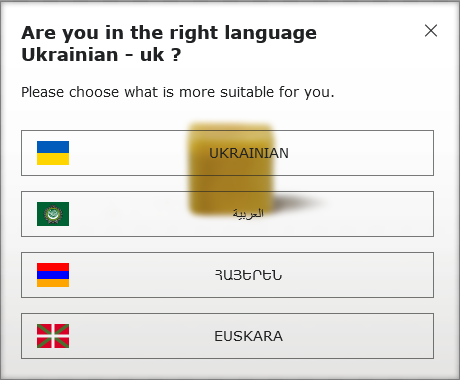 Are you in the right language
Ukrainian – uk ?
Please choose what is more suitable for you.
UKRAINIAN
العربية
ՀԱՅԵՐԵՆ
EUSKARA